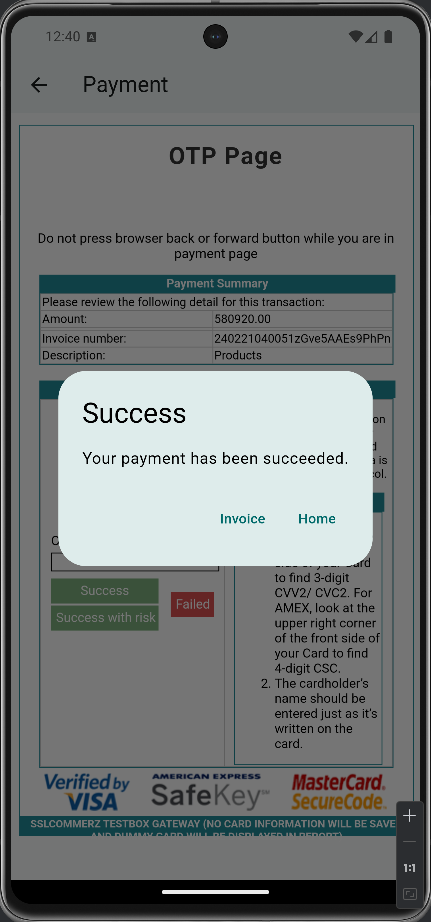 12:40 A
Payment
OTP Page
Do not press browser back or forward button while you are in
payment page
Payment Summary
Please review the following detail for this transaction:
Amount: 580920.00
Invoice number: 240221040051zGve5AAEs9PhPn
Description: Products
Success
Your payment has been succeeded.
Invoice Home
to find 3-digit
CVV2/ CVC2. For
AMEX, look at the
upper right corner
of the front side of
your Card to find
4-digit CSC.
2. The cardholder's
name should be
entered just as it's
written on the
card.
Success
Success with risk
Failed
Verified by
VISA
AMERICAN EXPRESS
SafeKey
SM
MasterCard.
SecureCode.
SSLCOMMERZ TESTBOX GATEWAY (NO CARD INFORMATION WILL BE SAVE
AND DUMMY CARD WILL BE DISPLAYED IN REPORT)
1:1